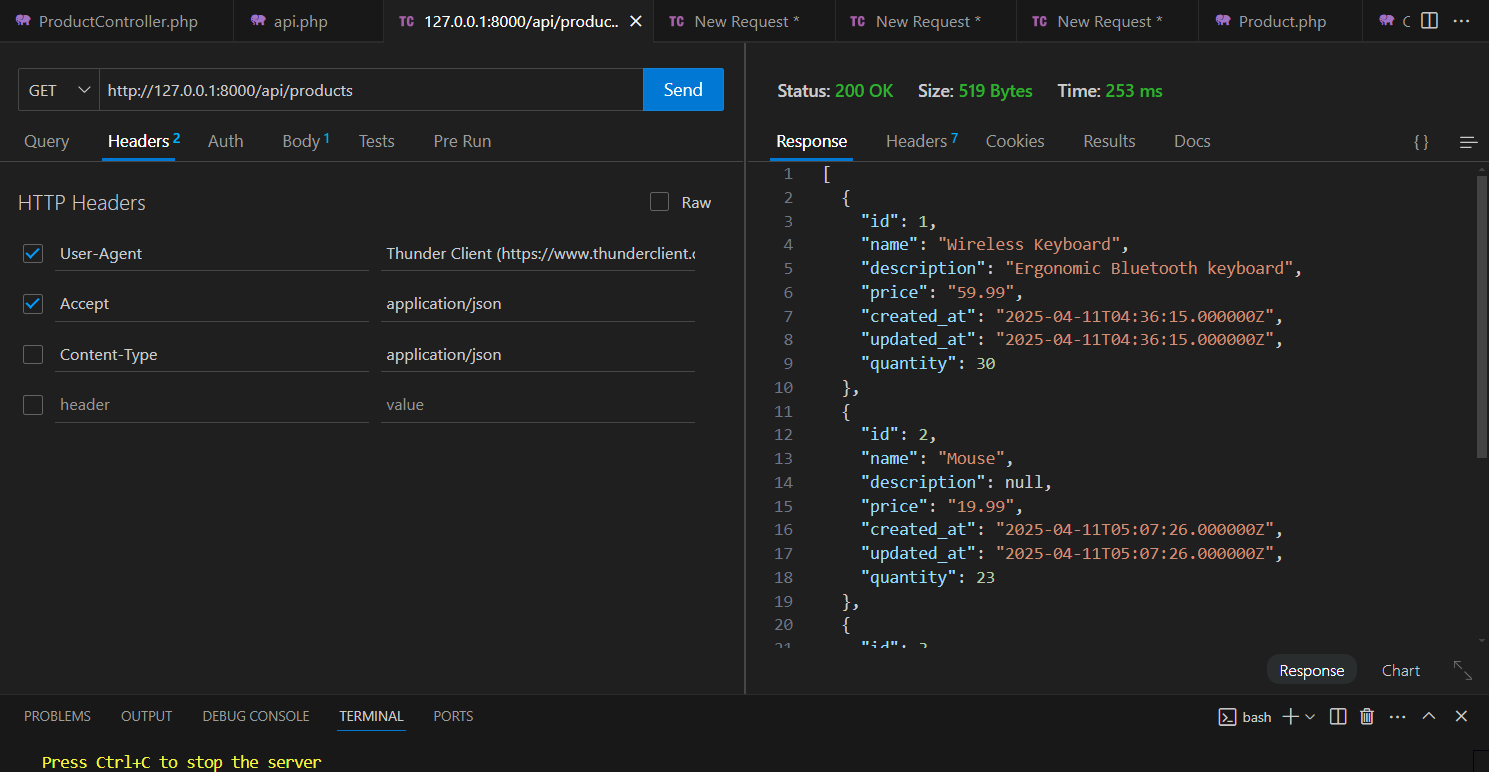 ProductController.php api.php TC 127.0.0.1:8000/api/produc.. TC New Request * TC New Request * TC New Request * Product.php C
GET http://127.0.0.1:8000/api/products Send
Query Headers 2 Auth Body 1 Tests Pre Run
HTTP Headers Raw
User-Agent Thunder Client (https://www.thunderclient.c
Accept application/json
Content-Type application/json
header value
Status: 200 OK Size: 519 Bytes Time: 253 ms
Response Headers 7 Cookies Results Docs { }
1 [
2 {
3 "id": 1,
4 "name": "Wireless Keyboard",
5 "description": "Ergonomic Bluetooth keyboard",
6 "price": "59.99",
7 "created_at": "2025-04-11T04:36:15.000000Z",
8 "updated_at": "2025-04-11T04:36:15.000000Z",
9 "quantity": 30
10 },
11 {
12 "id": 2,
13 "name": "Mouse",
14 "description": null,
15 "price": "19.99",
16 "created_at": "2025-04-11T05:07:26.000000Z",
17 "updated_at": "2025-04-11T05:07:26.000000Z",
18 "quantity": 23
19 },
20 {
21 "id": 3
Response Chart
PROBLEMS OUTPUT DEBUG CONSOLE TERMINAL PORTS bash
Press Ctrl+C to stop the server